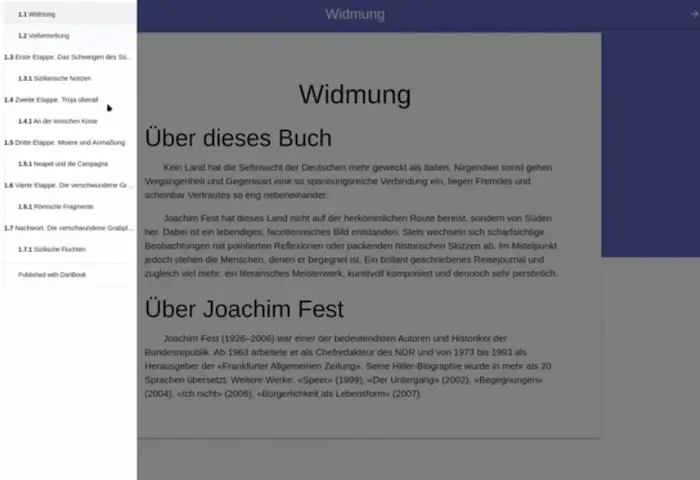 1.1 Widmung
1.2 Vorbemerkung
1.3 Erste Etappe. Das Schweigen des Sü...
1.3.1 Sizilianische Notizen
1.4 Zweite Etappe. Troja überall
1.4.1 An der ionischen Küste
1.5 Dritte Etappe. Misere und Anmaßung
1.5.1 Neapel und die Campagna
1.6 Vierte Etappe. Die verschwundene Gr...
1.6.1 Römische Fragmente
1.7 Nachwort. Die verschwundene Grabpl...
1.7.1 Sizilische Fluchten
Published with DartBook
Widmung
Widmung
Über dieses Buch
Kein Land hat die Sehnsucht der Deutschen mehr geweckt als Italien. Nirgendwo sonst gehen
Vergangenheit und Gegenwart eine so spannungsreiche Verbindung ein, liegen Fremdes und
scheinbar Vertrautes so eng nebeneinander.
Joachim Fest hat dieses Land nicht auf der herkömmlichen Route bereist, sondern von Süden
her. Dabei ist ein lebendiges, facettenreiches Bild entstanden. Stets wechseln sich scharfsichtige
Beobachtungen mit pointierten Reflexionen oder packenden historischen Skizzen ab. Im Mittelpunkt
jedoch stehen die Menschen, denen er begegnet ist. Ein brillant geschriebenes Reisejournal und
zugleich viel mehr: ein literarisches Meisterwerk, kunstvoll komponiert und dennoch sehr persönlich.
Über Joachim Fest
Joachim Fest (1926–2006) war einer der bedeutendsten Autoren und Historiker der
Bundesrepublik. Ab 1963 arbeitete er als Chefredakteur des NDR und von 1973 bis 1993 als
Herausgeber der «Frankfurter Allgemeinen Zeitung». Seine Hitler-Biographie wurde in mehr als 20
Sprachen übersetzt. Weitere Werke: «Speer» (1999), «Der Untergang» (2002), «Begegnungen»
(2004), «Ich nicht» (2006), «Bürgerlichkeit als Lebensform» (2007).